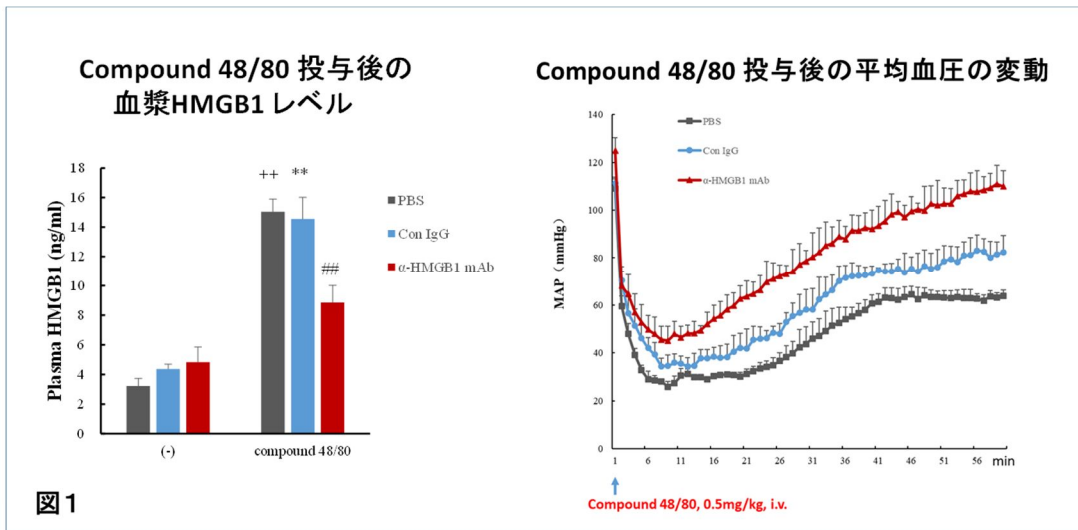 Compound 48/80 投与後の
血漿HMGB1 レベル
Plasma HMGB1 (ng/ml)
18
16
14
12
10
8
6
4
2
0
++
**
##
(-)
compound 48/80
PBS
Con IgG
α-HMGB1 mAb
図1
Compound 48/80 投与後の平均血圧の変動
MAP (mmHg)
140
120
100
80
60
40
20
0
PBS
Con IgG
α-HMGB1 mAb
1 6 11 16 21 26 31 36 41 46 51 56 min
Compound 48/80, 0.5mg/kg, i.v.